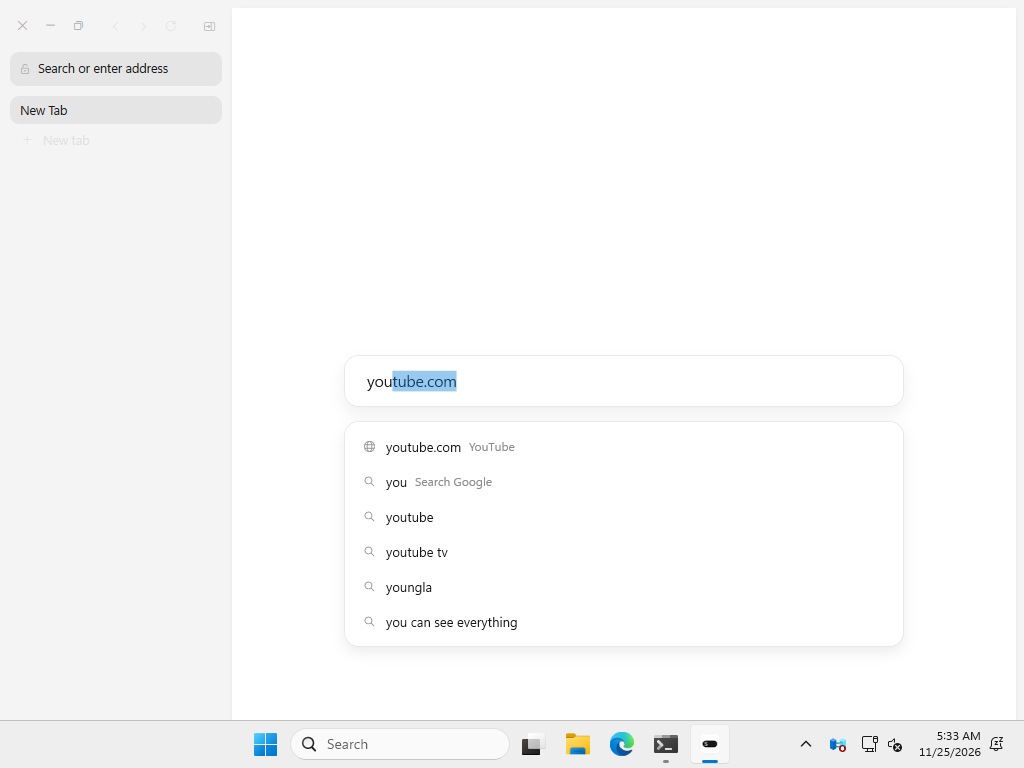 Search or enter address
New Tab
New tab
youtube.com
youtube.com YouTube
you Search Google
youtube
youtube tv
youngla
you can see everything
Search
5:33 AM
11/25/2026